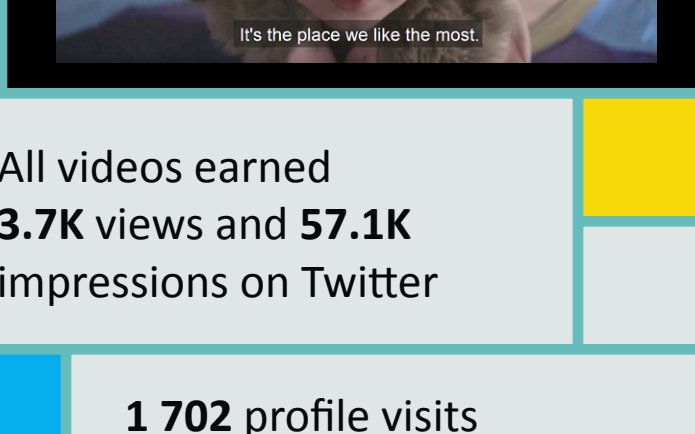 It's the place we like the most.
All videos earned
3.7K views and 57.1K
impressions on Twitter
1 702 profile visits